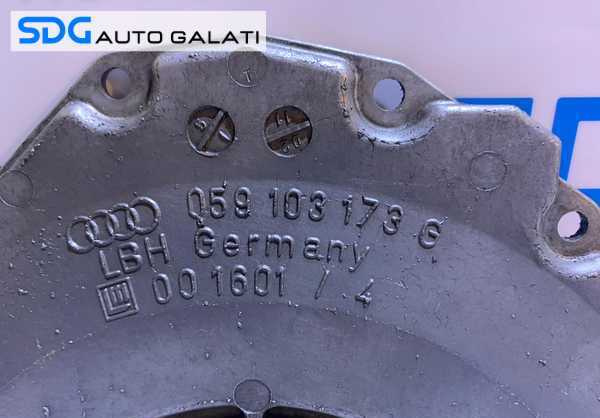 SDG AUTO GALATI
059 103 173 G
LBH Germany
001601 / 4